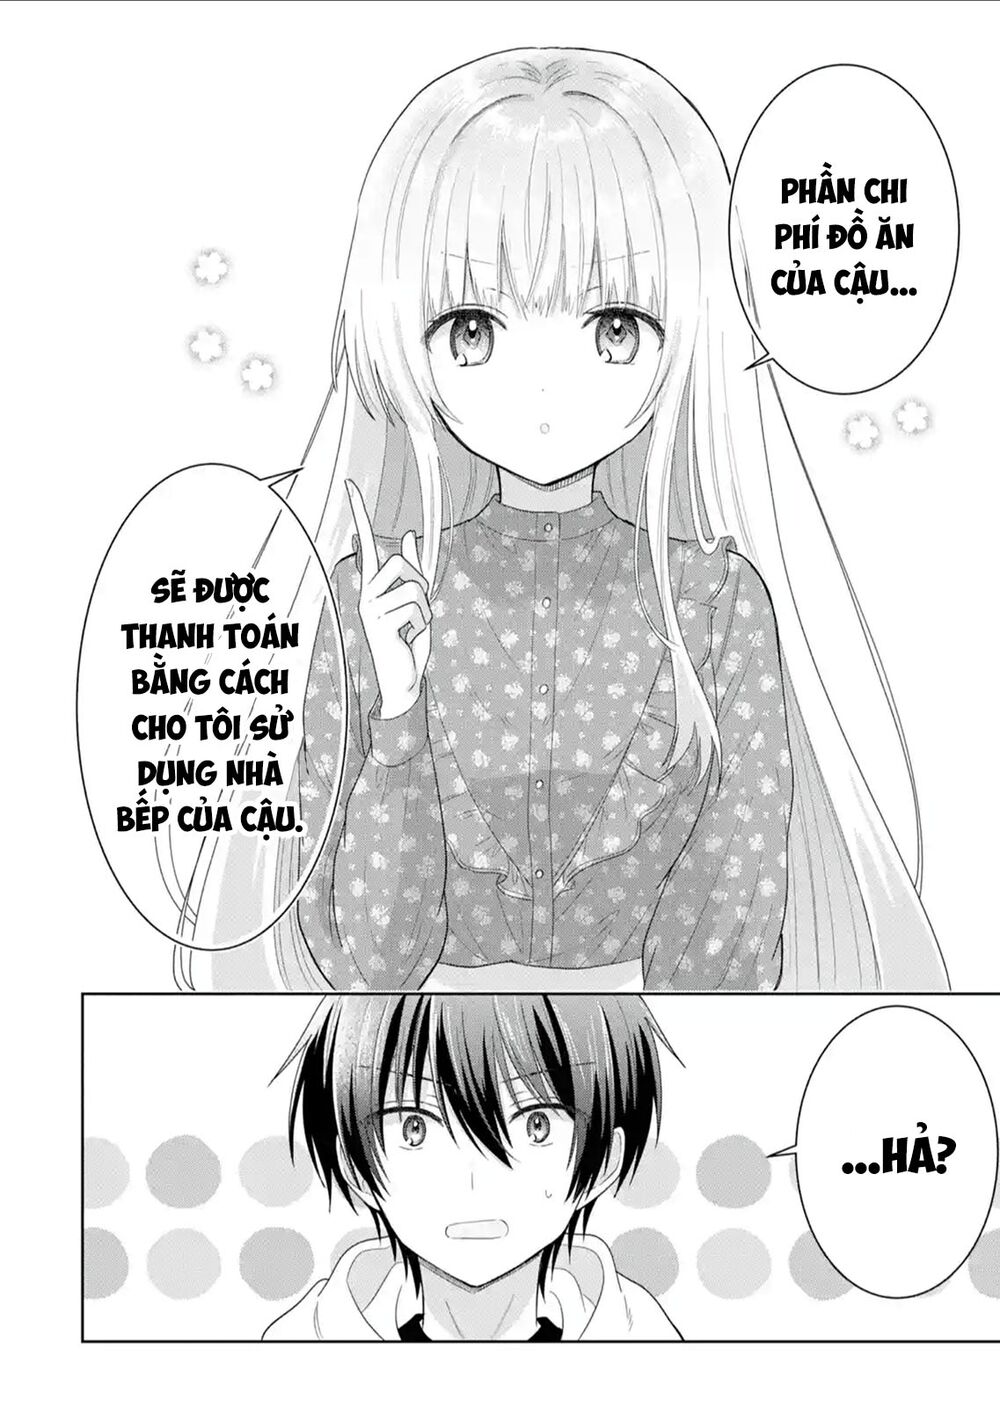 PHẦN CHI
PHÍ ĐỒ ĂN
CỦA CẬU...
SẼ ĐƯỢC
THANH TOÁN
BẰNG CÁCH
CHO TÔI SỬ
DỤNG NHÀ
BẾP CỦA CẬU.
...HẢ?